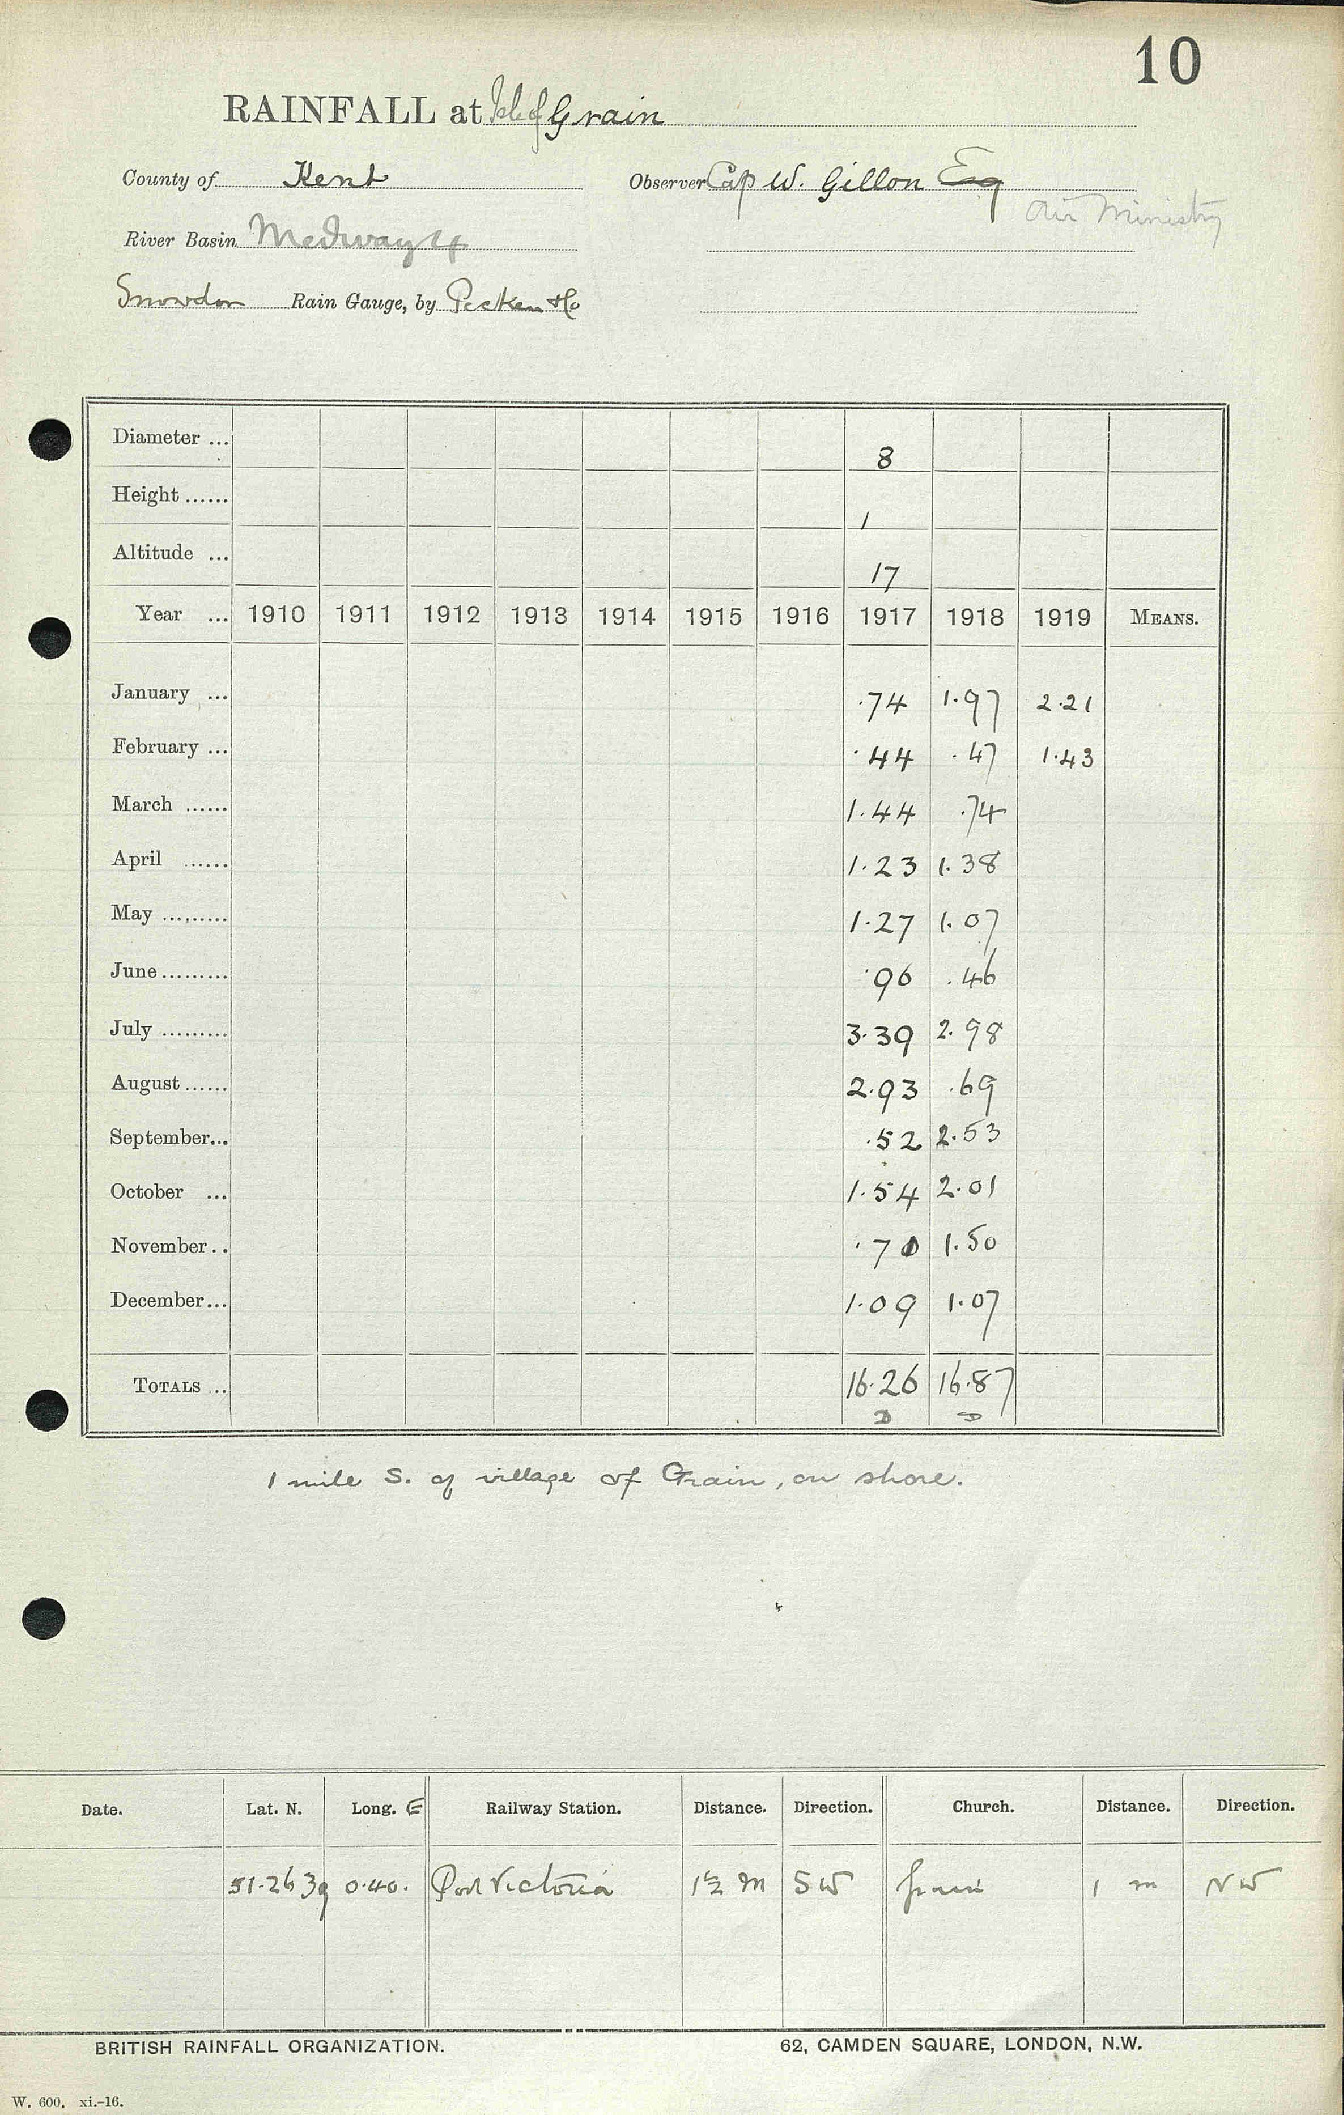 10
RAINFALL at Isle of Grain
County of Kent Observer Cap W. Gillon Esq
Air Ministry
River Basin Medway 4
Snowdon Rain Gauge, by
Diameter ... 8
Height ...... 1
Altitude ... 17
Year ... 1910 1911 1912 1913 1914 1915 1916 1917 1918 1919 MEANS.
January ... .74 1.97 2.21
February ... .44 .47 1.43
March ...... 1.44 .74
April ...... 1.23 1.38
May ......... 1.27 1.07
June ......... .96 .46
July ......... 3.39 2.98
August ...... 2.93 .69
September... .52 2.53
October ... 1.54 2.01
November.. .71 1.50
December... 1.09 1.07
TOTALS .. 16.26 16.87
D D
1 mile S. of village of Grain, on shore.
Date. Lat. N. Long. E Railway Station. Distance. Direction. Church. Distance. Direction.
51.26 39 0.40. Port Victoria 1½ m SW Grain 1 m NW
BRITISH RAINFALL ORGANIZATION. 62, CAMDEN SQUARE, LONDON, N.W.
W. 600. xi.-16.